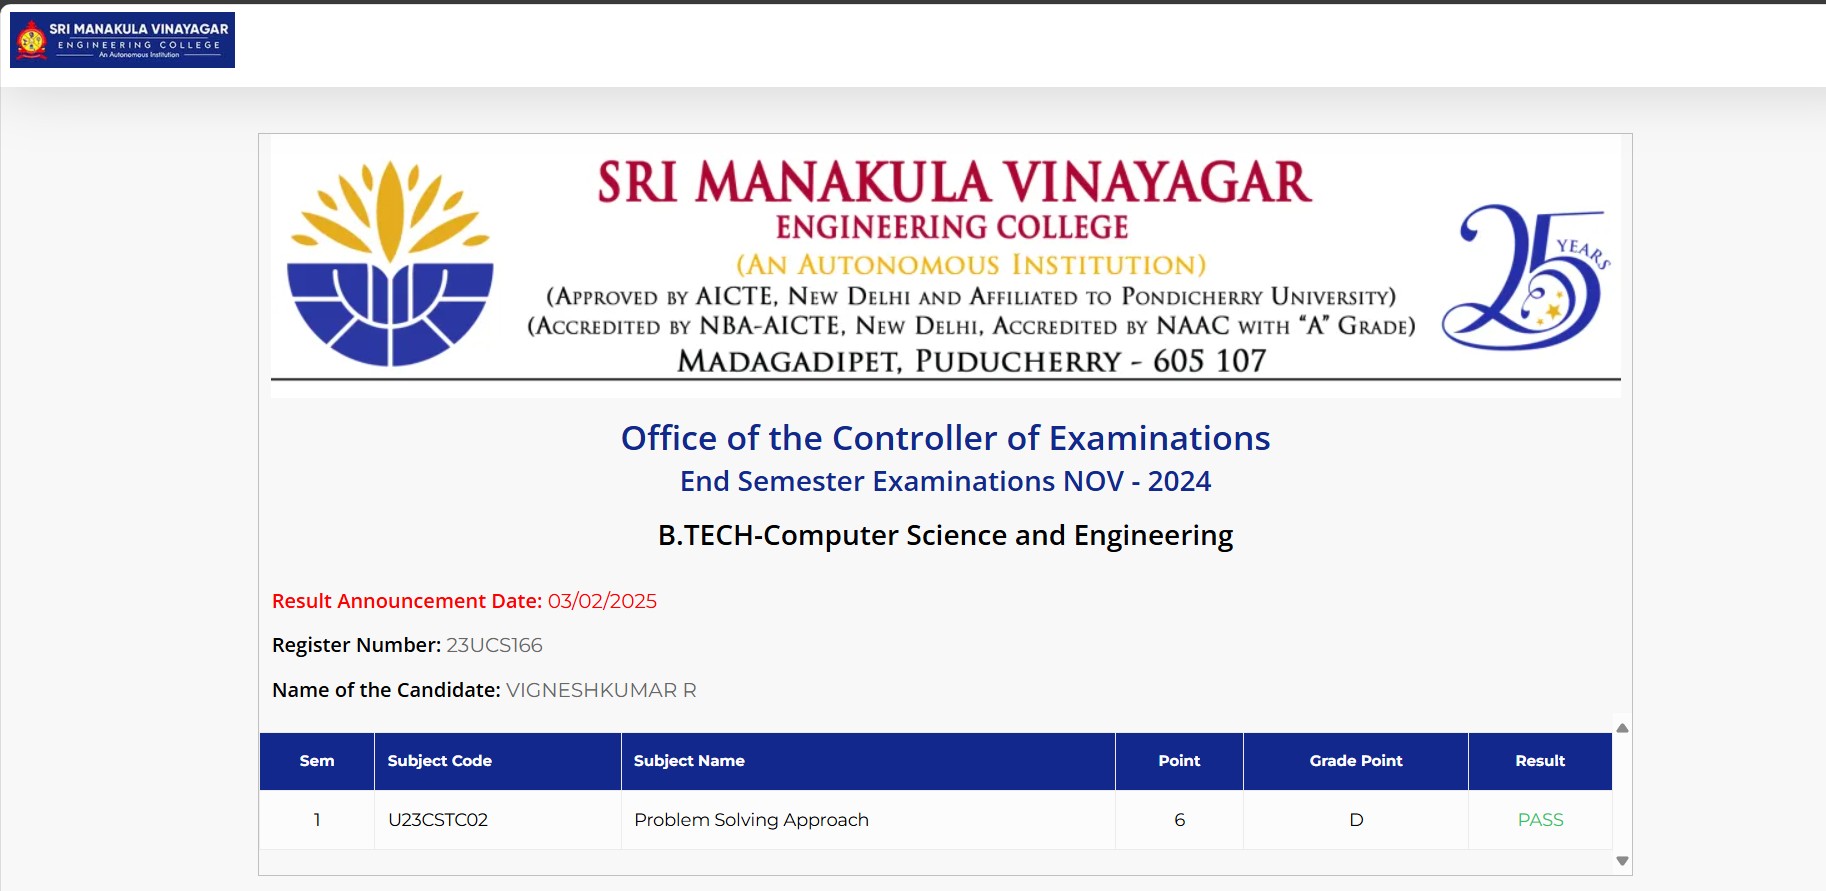 SRI MANAKULA VINAYAGAR
ENGINEERING COLLEGE
An Autonomous Institution
SRI MANAKULA VINAYAGAR
ENGINEERING COLLEGE
(AN AUTONOMOUS INSTITUTION)
(APPROVED BY AICTE, NEW DELHI AND AFFILIATED TO PONDICHERRY UNIVERSITY)
(ACCREDITED BY NBA-AICTE, NEW DELHI, ACCREDITED BY NAAC WITH “A” GRADE)
MADAGADIPET, PUDUCHERRY - 605 107
25 YEARS
Office of the Controller of Examinations
End Semester Examinations NOV - 2024
B.TECH-Computer Science and Engineering
Result Announcement Date: 03/02/2025
Register Number: 23UCS166
Name of the Candidate: VIGNESHKUMAR R
Sem Subject Code Subject Name Point Grade Point Result
1 U23CSTC02 Problem Solving Approach 6 D PASS